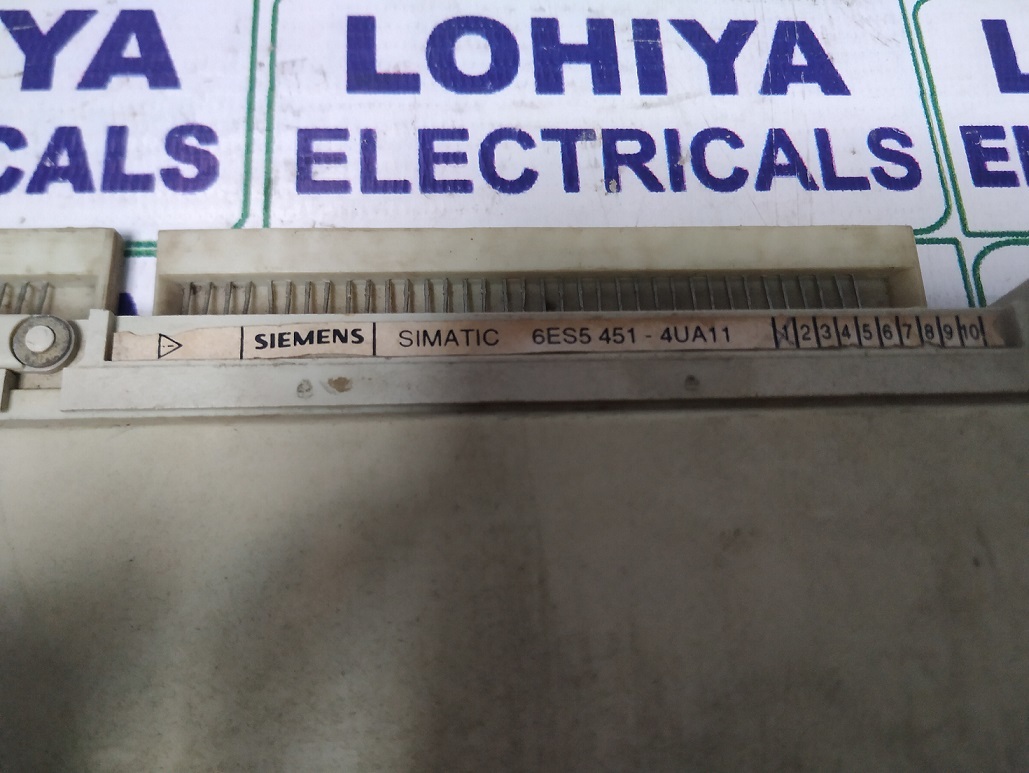 YA LOHIYA L
CALS ELECTRICALS E
SIEMENS SIMATIC 6ES5 451 - 4UA11 1 2 3 4 5 6 7 8 9 10